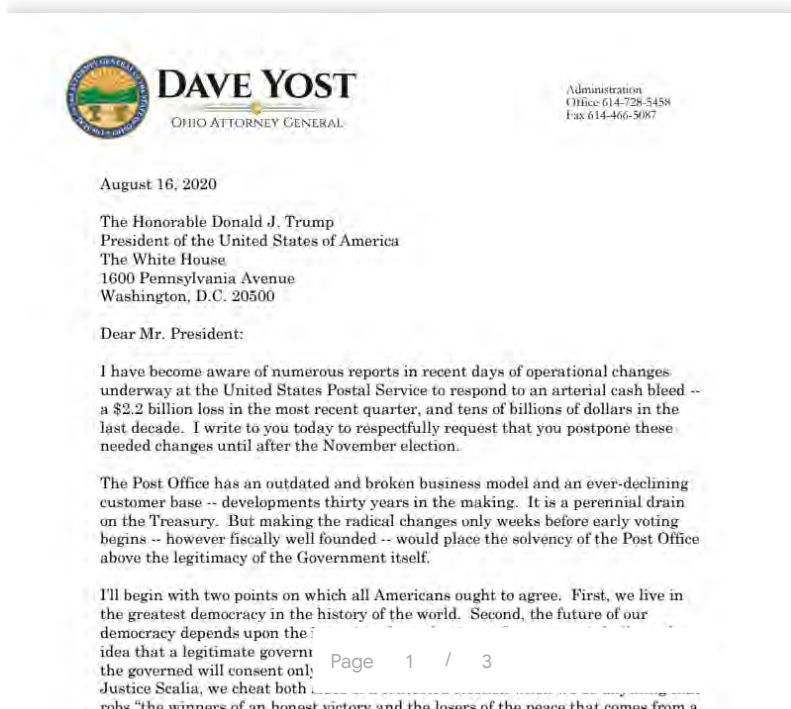 DAVE YOST
OHIO ATTORNEY GENERAL
Administration
Office 614-728-5458
Fax 614-466-5087
August 16, 2020
The Honorable Donald J. Trump
President of the United States of America
The White House
1600 Pennsylvania Avenue
Washington, D.C. 20500
Dear Mr. President:
I have become aware of numerous reports in recent days of operational changes
underway at the United States Postal Service to respond to an arterial cash bleed --
a $2.2 billion loss in the most recent quarter, and tens of billions of dollars in the
last decade. I write to you today to respectfully request that you postpone these
needed changes until after the November election.
The Post Office has an outdated and broken business model and an ever-declining
customer base -- developments thirty years in the making. It is a perennial drain
on the Treasury. But making the radical changes only weeks before early voting
begins -- however fiscally well founded -- would place the solvency of the Post Office
above the legitimacy of the Government itself.
I'll begin with two points on which all Americans ought to agree. First, we live in
the greatest democracy in the history of the world. Second, the future of our
democracy depends upon the
idea that a legitimate
the governed will consent
Justice Scalia, we cheat both
robs "the winners of an honest victory and the losers of the peace that comes from a
Page 1 / 3